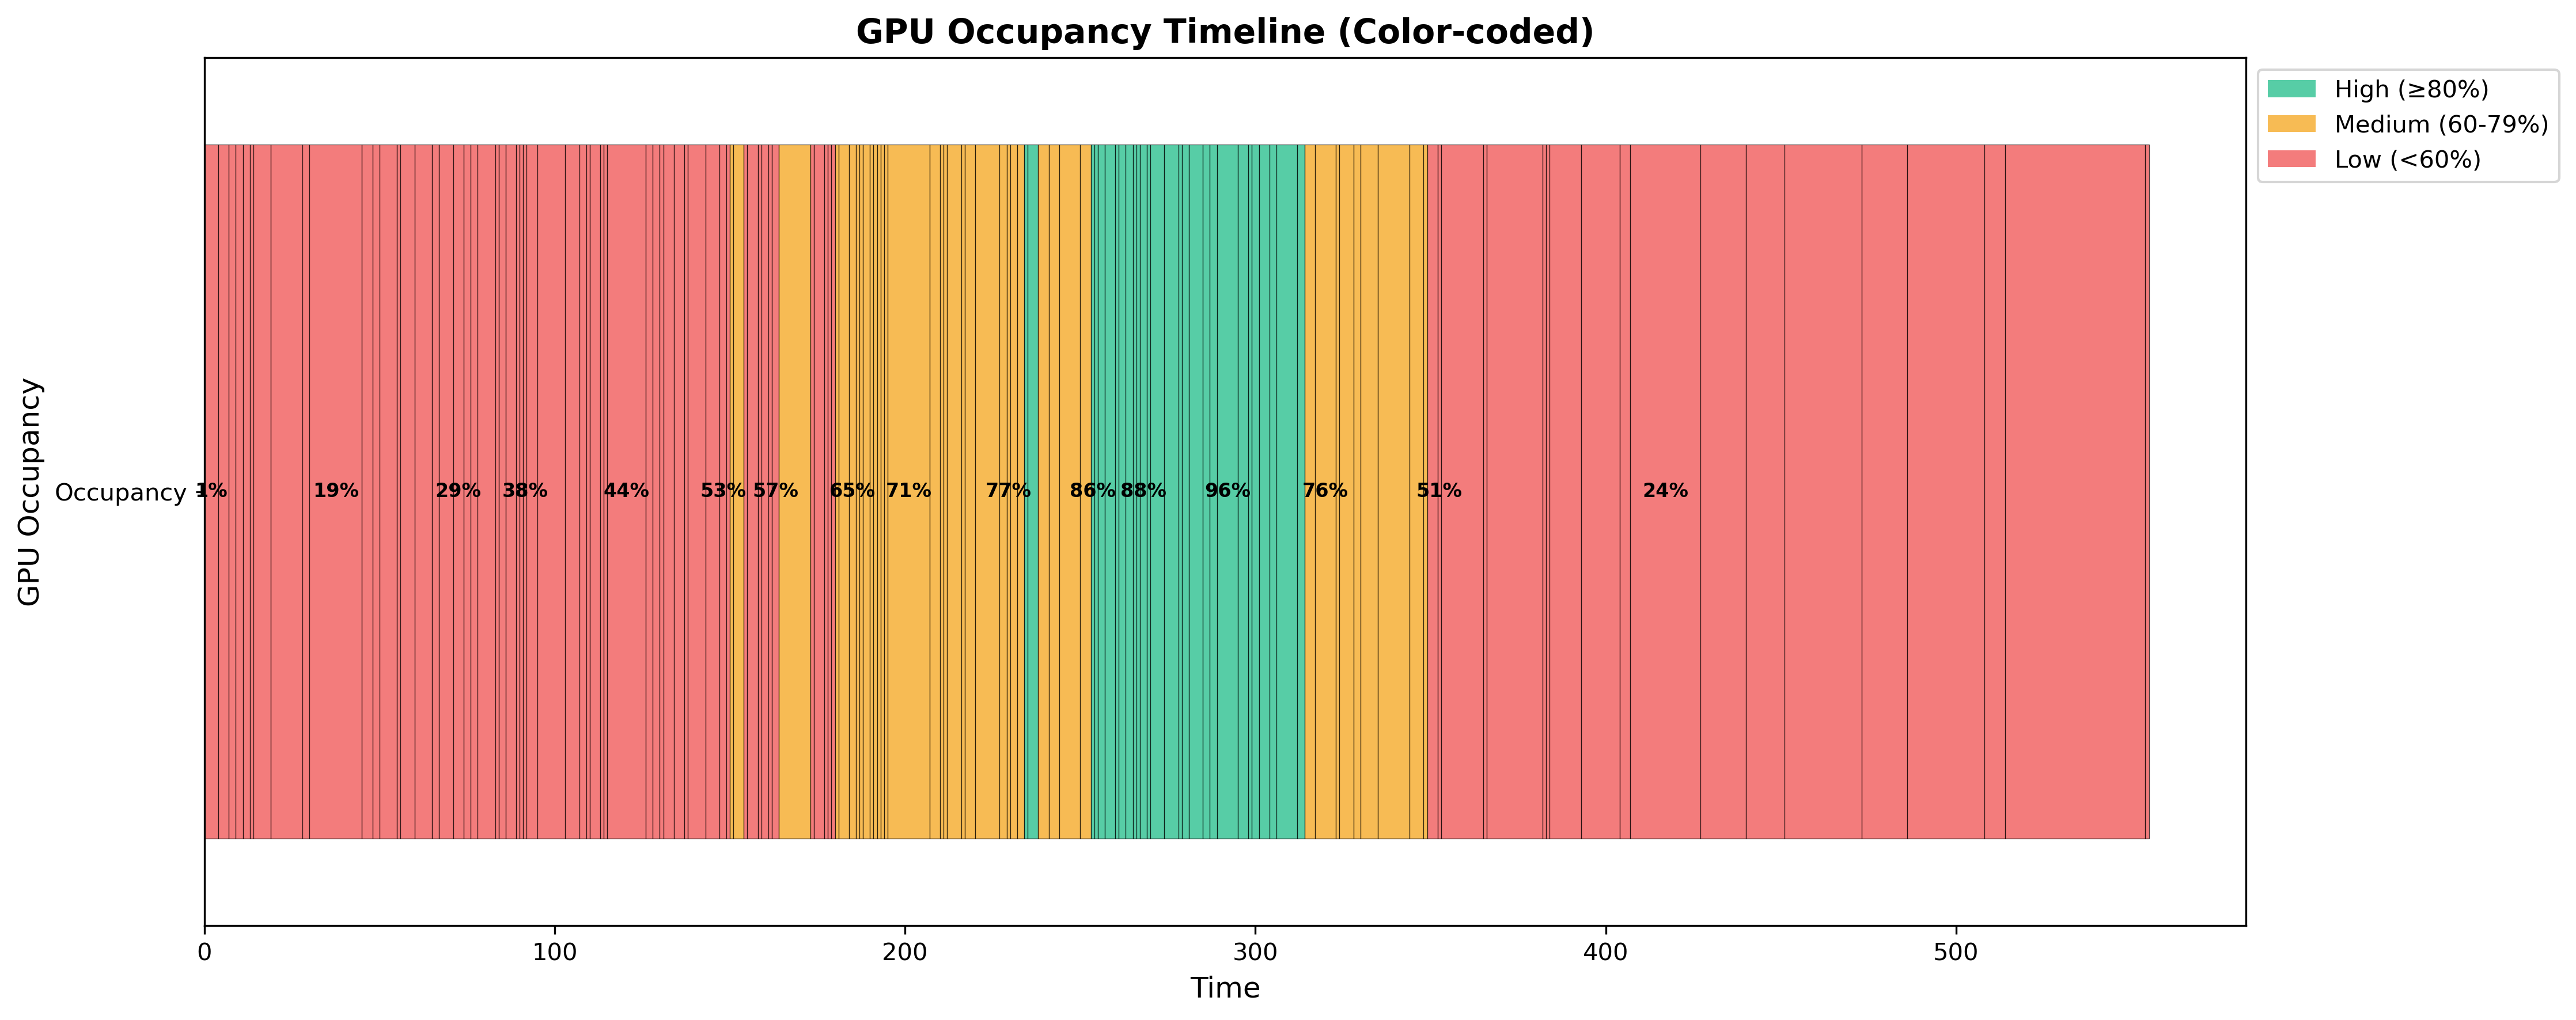 GPU Occupancy Timeline (Color-coded)
High (≥80%)
Medium (60-79%)
Low (<60%)
GPU Occupancy
Occupancy
1% 19% 29% 38% 44% 53% 57% 65% 71% 77% 86% 88% 96% 76% 51% 24%
0 100 200 300 400 500
Time